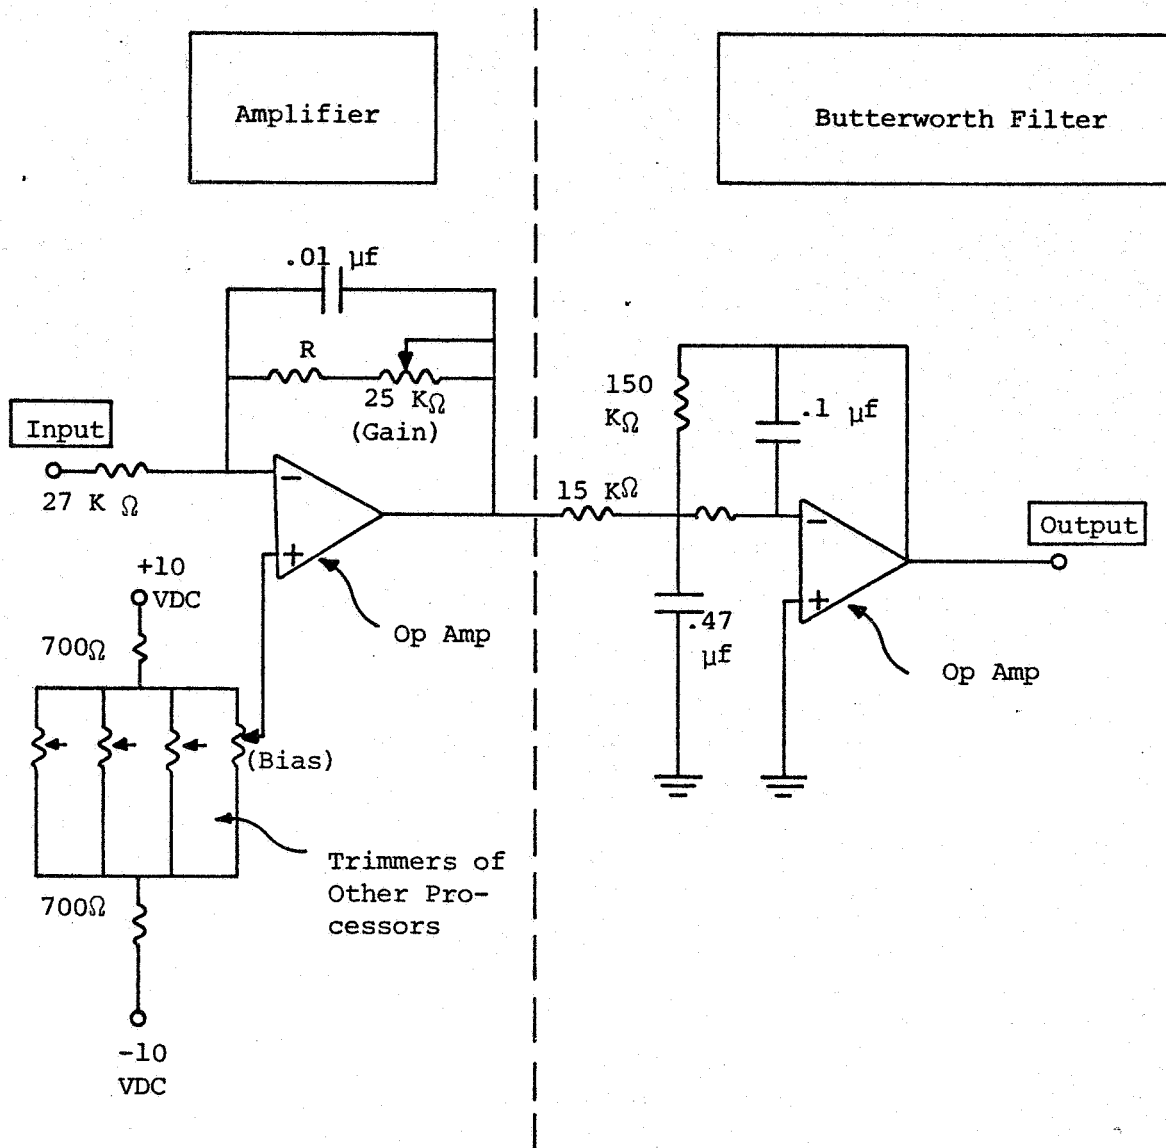 Amplifier
Butterworth Filter
.01 µf
R
25 KΩ
(Gain)
Input
27 K Ω
−
+
150
KΩ
.1 µf
15 KΩ
−
+
Output
+10
VDC
700Ω
Op Amp
.47
µf
Op Amp
(Bias)
Trimmers of
Other Pro-
cessors
700Ω
-10
VDC